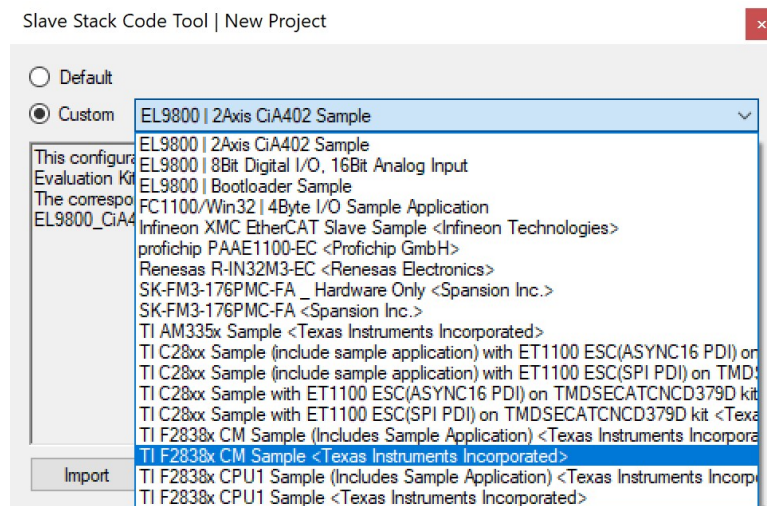 Slave Stack Code Tool | New Project
x
Default
Custom
EL9800 | 2Axis CiA402 Sample
This configura
Evaluation Kit
The correspo
EL9800_CiA4
EL9800 | 2Axis CiA402 Sample
EL9800 | 8Bit Digital I/O, 16Bit Analog Input
EL9800 | Bootloader Sample
FC1100/Win32 | 4Byte I/O Sample Application
Infineon XMC EtherCAT Slave Sample <Infineon Technologies>
profichip PAAE1100-EC <Profichip GmbH>
Renesas R-IN32M3-EC <Renesas Electronics>
SK-FM3-176PMC-FA _ Hardware Only <Spansion Inc.>
SK-FM3-176PMC-FA <Spansion Inc.>
TI AM335x Sample <Texas Instruments Incorporated>
TI C28xx Sample (include sample application) with ET1100 ESC(ASYNC16 PDI) on
TI C28xx Sample (include sample application) with ET1100 ESC(SPI PDI) on TMDS
TI C28xx Sample with ET1100 ESC(ASYNC16 PDI) on TMDSECATCNCD379D kit
TI C28xx Sample with ET1100 ESC(SPI PDI) on TMDSECATCNCD379D kit <Texa
TI F2838x CM Sample (Includes Sample Application) <Texas Instruments Incorpora
TI F2838x CM Sample <Texas Instruments Incorporated>
TI F2838x CPU1 Sample (Includes Sample Application) <Texas Instruments Incorp
TI F2838x CPU1 Sample <Texas Instruments Incorporated>
Import